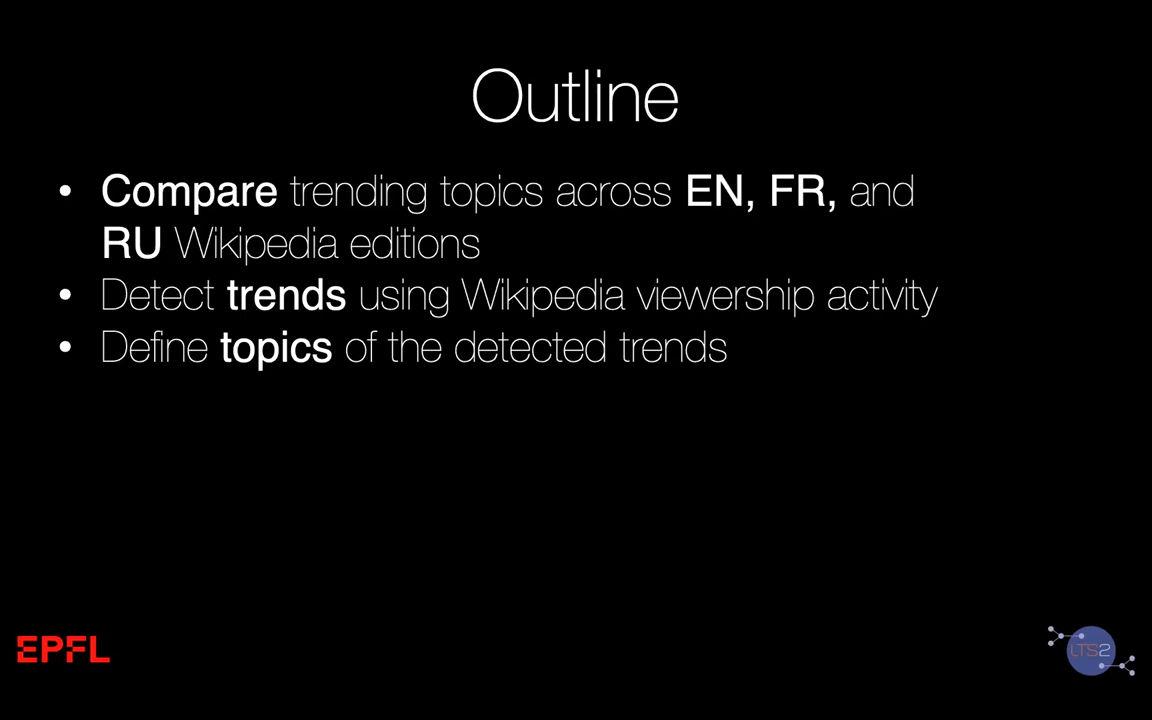 Outline
• Compare trending topics across EN, FR, and
RU Wikipedia editions
• Detect trends using Wikipedia viewership activity
• Define topics of the detected trends
EPFL
LTS2